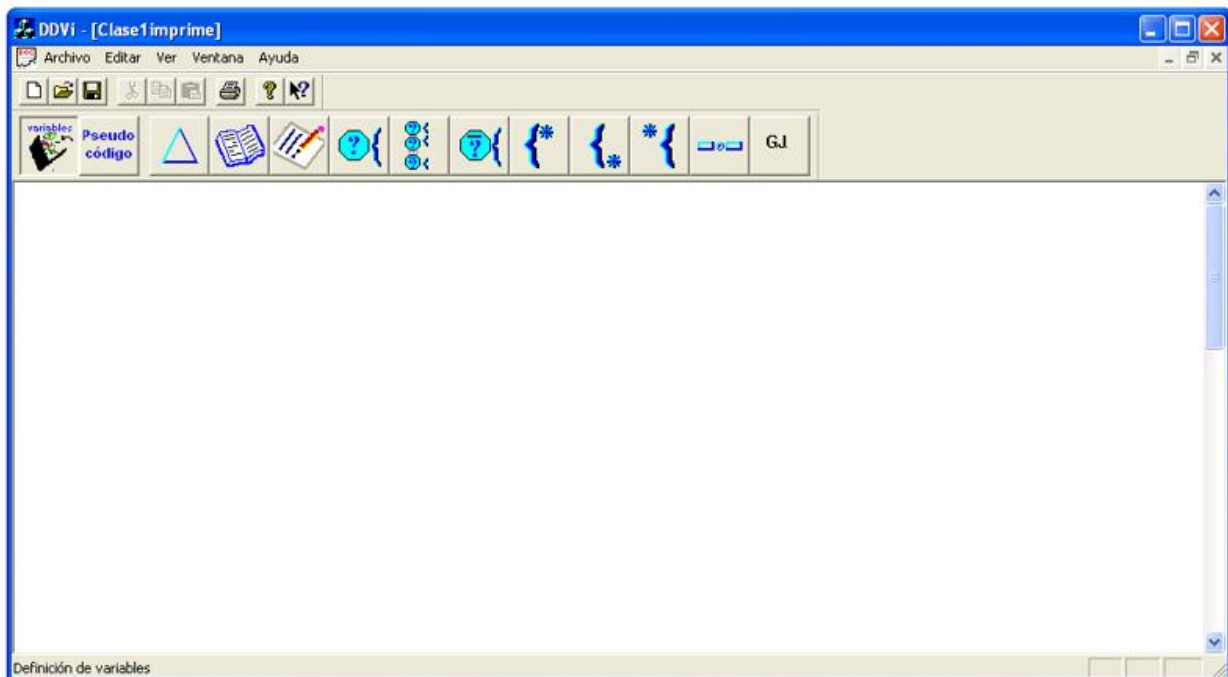 DDVi - [Clase1imprime]
Archivo Editar Ver Ventana Ayuda
variables
Pseudo
código
GJ
Definición de variables